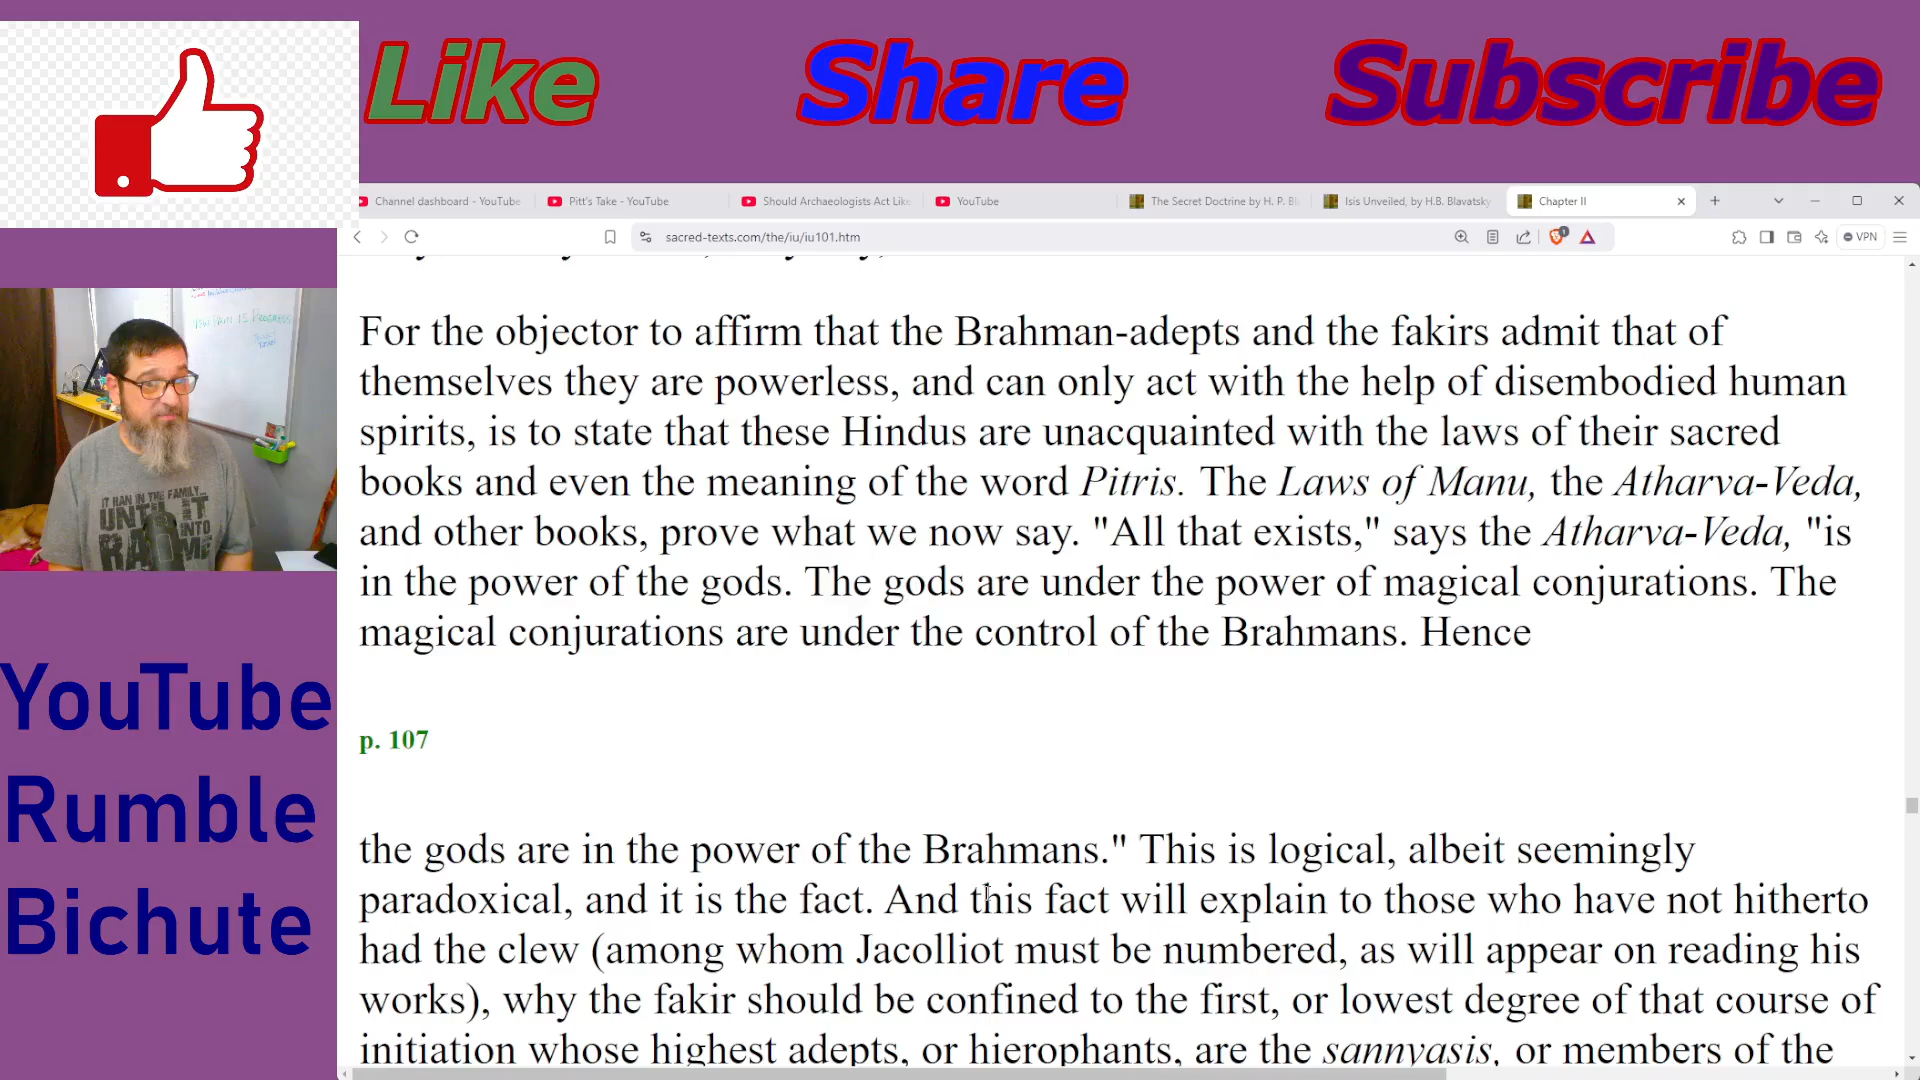 Like Share Subscribe
Channel dashboard - YouTube
Pitt's Take - YouTube
Should Archaeologists Act Like
YouTube
The Secret Doctrine by H. P. Bl
Isis Unveiled, by H.B. Blavatsky
Chapter II
sacred-texts.com/the/iu/iu101.htm
VPN
For the objector to affirm that the Brahman-adepts and the fakirs admit that of
themselves they are powerless, and can only act with the help of disembodied human
spirits, is to state that these Hindus are unacquainted with the laws of their sacred
books and even the meaning of the word Pitris. The Laws of Manu, the Atharva-Veda,
and other books, prove what we now say. "All that exists," says the Atharva-Veda, "is
in the power of the gods. The gods are under the power of magical conjurations. The
magical conjurations are under the control of the Brahmans. Hence
p. 107
the gods are in the power of the Brahmans." This is logical, albeit seemingly
paradoxical, and it is the fact. And this fact will explain to those who have not hitherto
had the clew (among whom Jacolliot must be numbered, as will appear on reading his
works), why the fakir should be confined to the first, or lowest degree of that course of
initiation whose highest adepts, or hierophants, are the sannyasis, or members of the
IT RAN IN THE FAMILY...
UNTIL IT
INTO
ME
YouTube
Rumble
Bichute